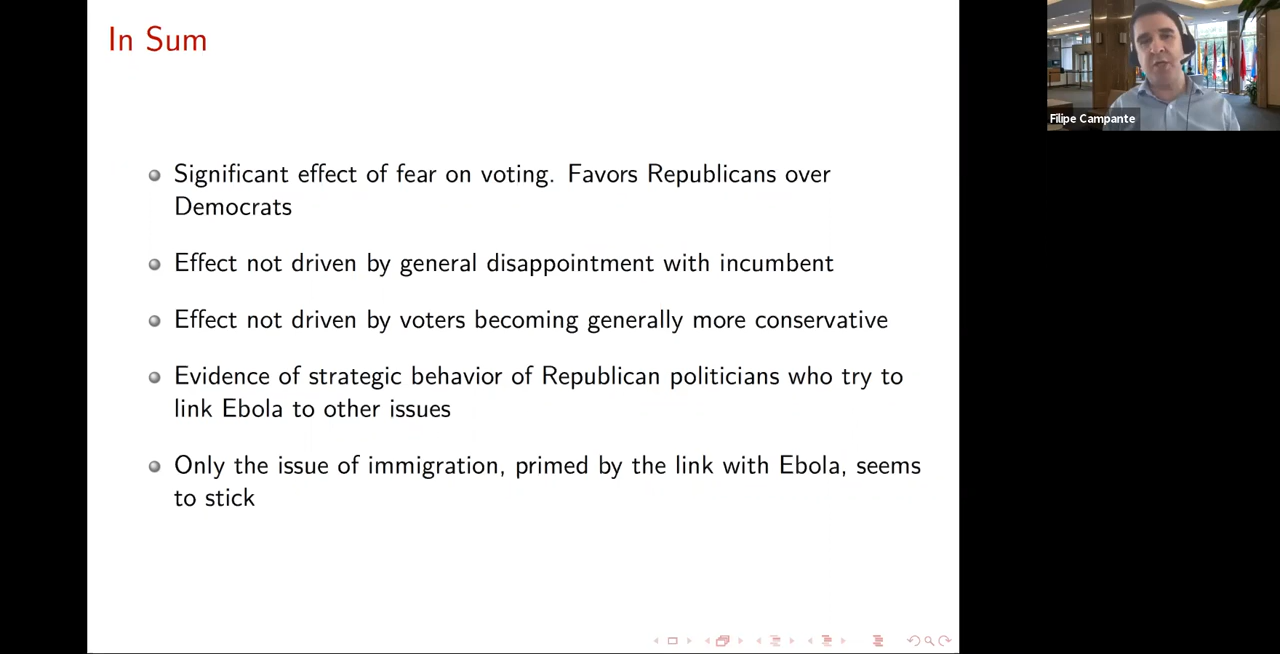 In Sum
Significant effect of fear on voting. Favors Republicans over
Democrats
Effect not driven by general disappointment with incumbent
Effect not driven by voters becoming generally more conservative
Evidence of strategic behavior of Republican politicians who try to
link Ebola to other issues
Only the issue of immigration, primed by the link with Ebola, seems
to stick
Filipe Campante